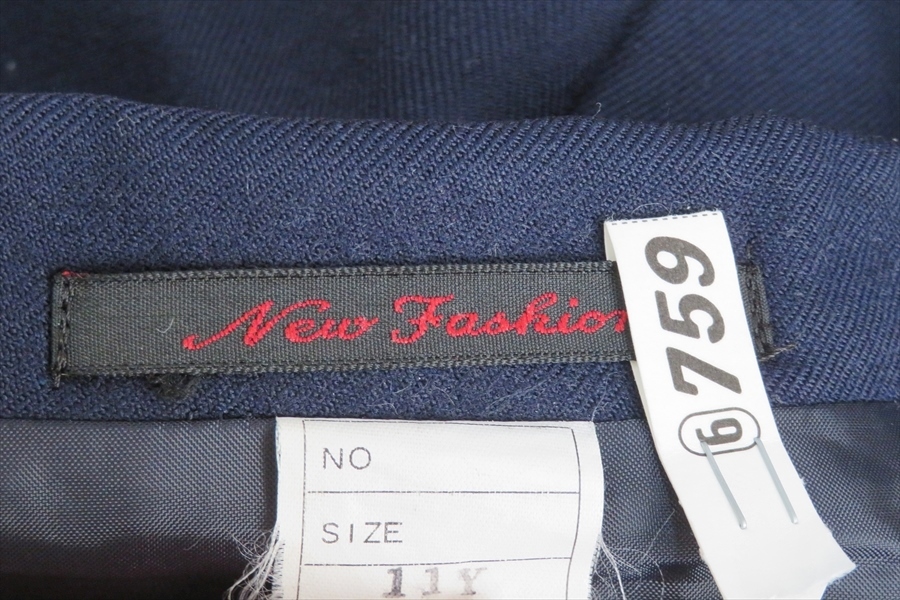 New Fashion
6 759
NO
SIZE
11Y